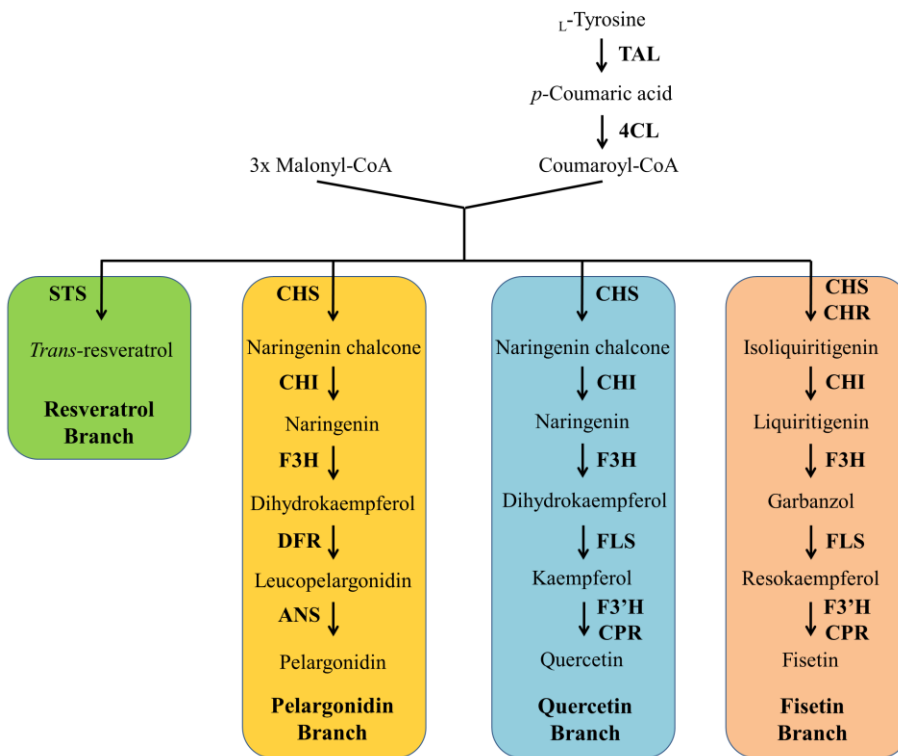 L-Tyrosine
TAL
p-Coumaric acid
4CL
3x Malonyl-CoA
Coumaroyl-CoA
STS
Trans-resveratrol
Resveratrol
Branch
CHS
Naringenin chalcone
CHI
Naringenin
F3H
Dihydrokaempferol
DFR
Leucopelargonidin
ANS
Pelargonidin
Pelargonidin
Branch
CHS
Naringenin chalcone
CHI
Naringenin
F3H
Dihydrokaempferol
FLS
Kaempferol
F3’H
CPR
Quercetin
Quercetin
Branch
CHS
CHR
Isoliquiritigenin
CHI
Liquiritigenin
F3H
Garbanzol
FLS
Resokaempferol
F3’H
CPR
Fisetin
Fisetin
Branch